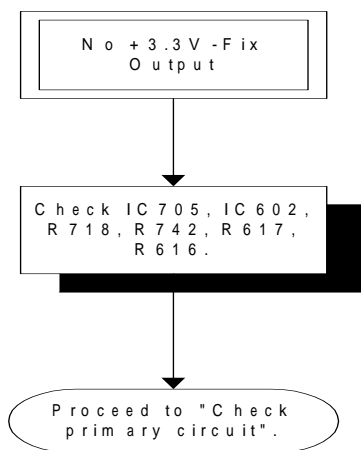 No +3.3V-Fix
Output
Check IC705, IC602,
R718, R742, R617,
R616.
Proceed to "Check
primary circuit".